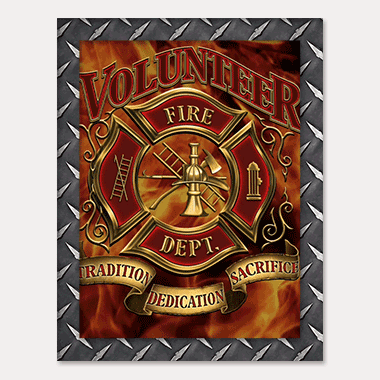 VOLUNTEER
FIRE
DEPT.
TRADITION
DEDICATION
SACRIFICE